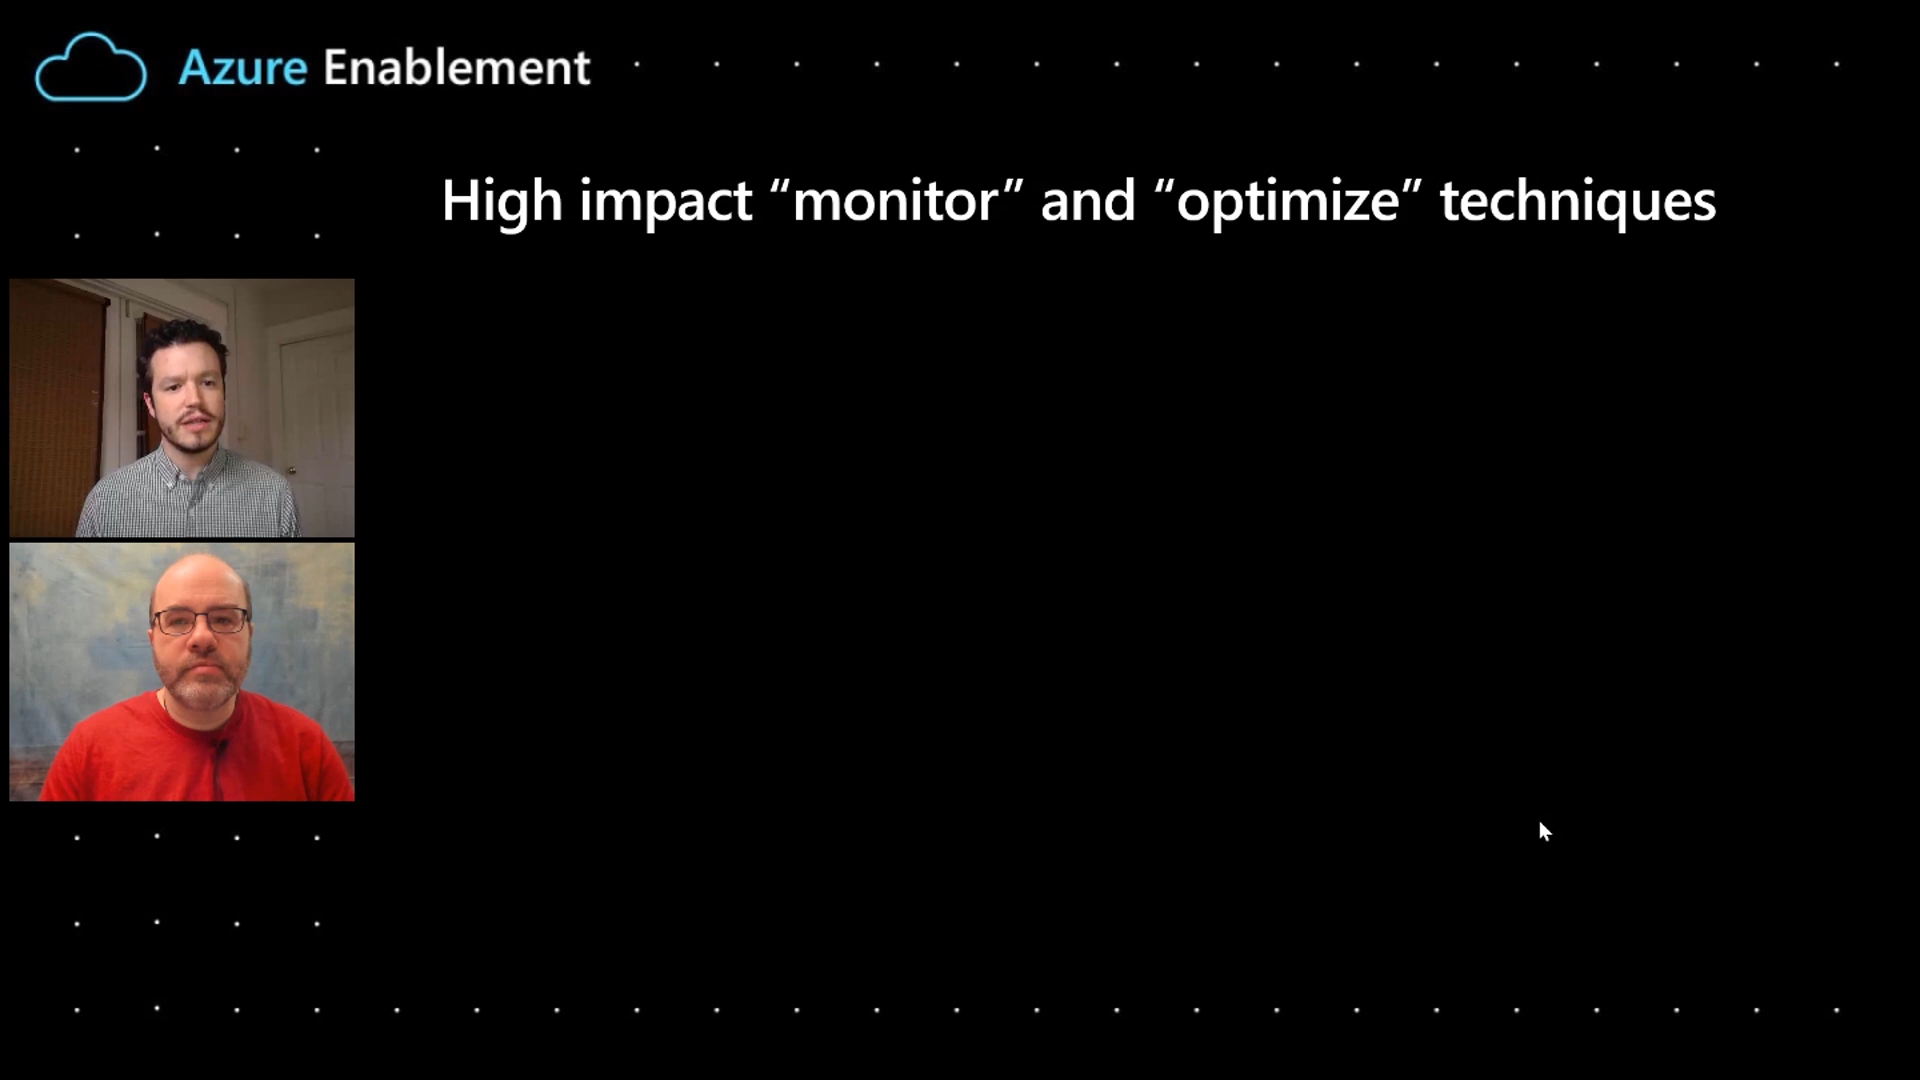 Azure Enablement
High impact “monitor” and “optimize” techniques